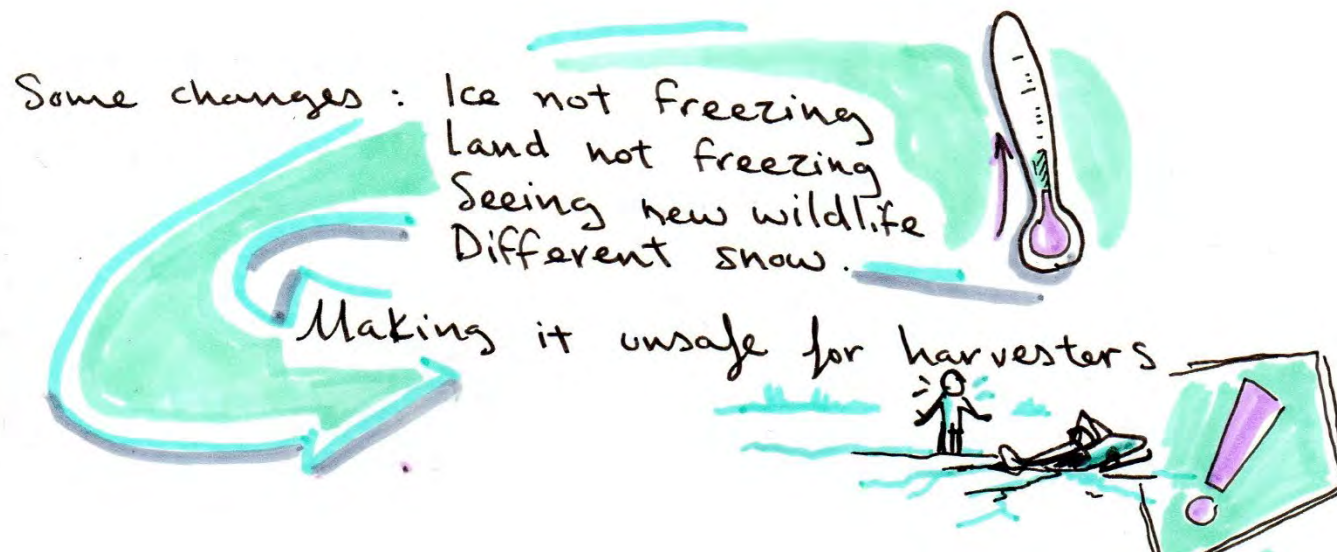 Some changes : Ice not freezing
Land not freezing
Seeing new wildlife
Different snow.
Making it unsafe for harvesters
!